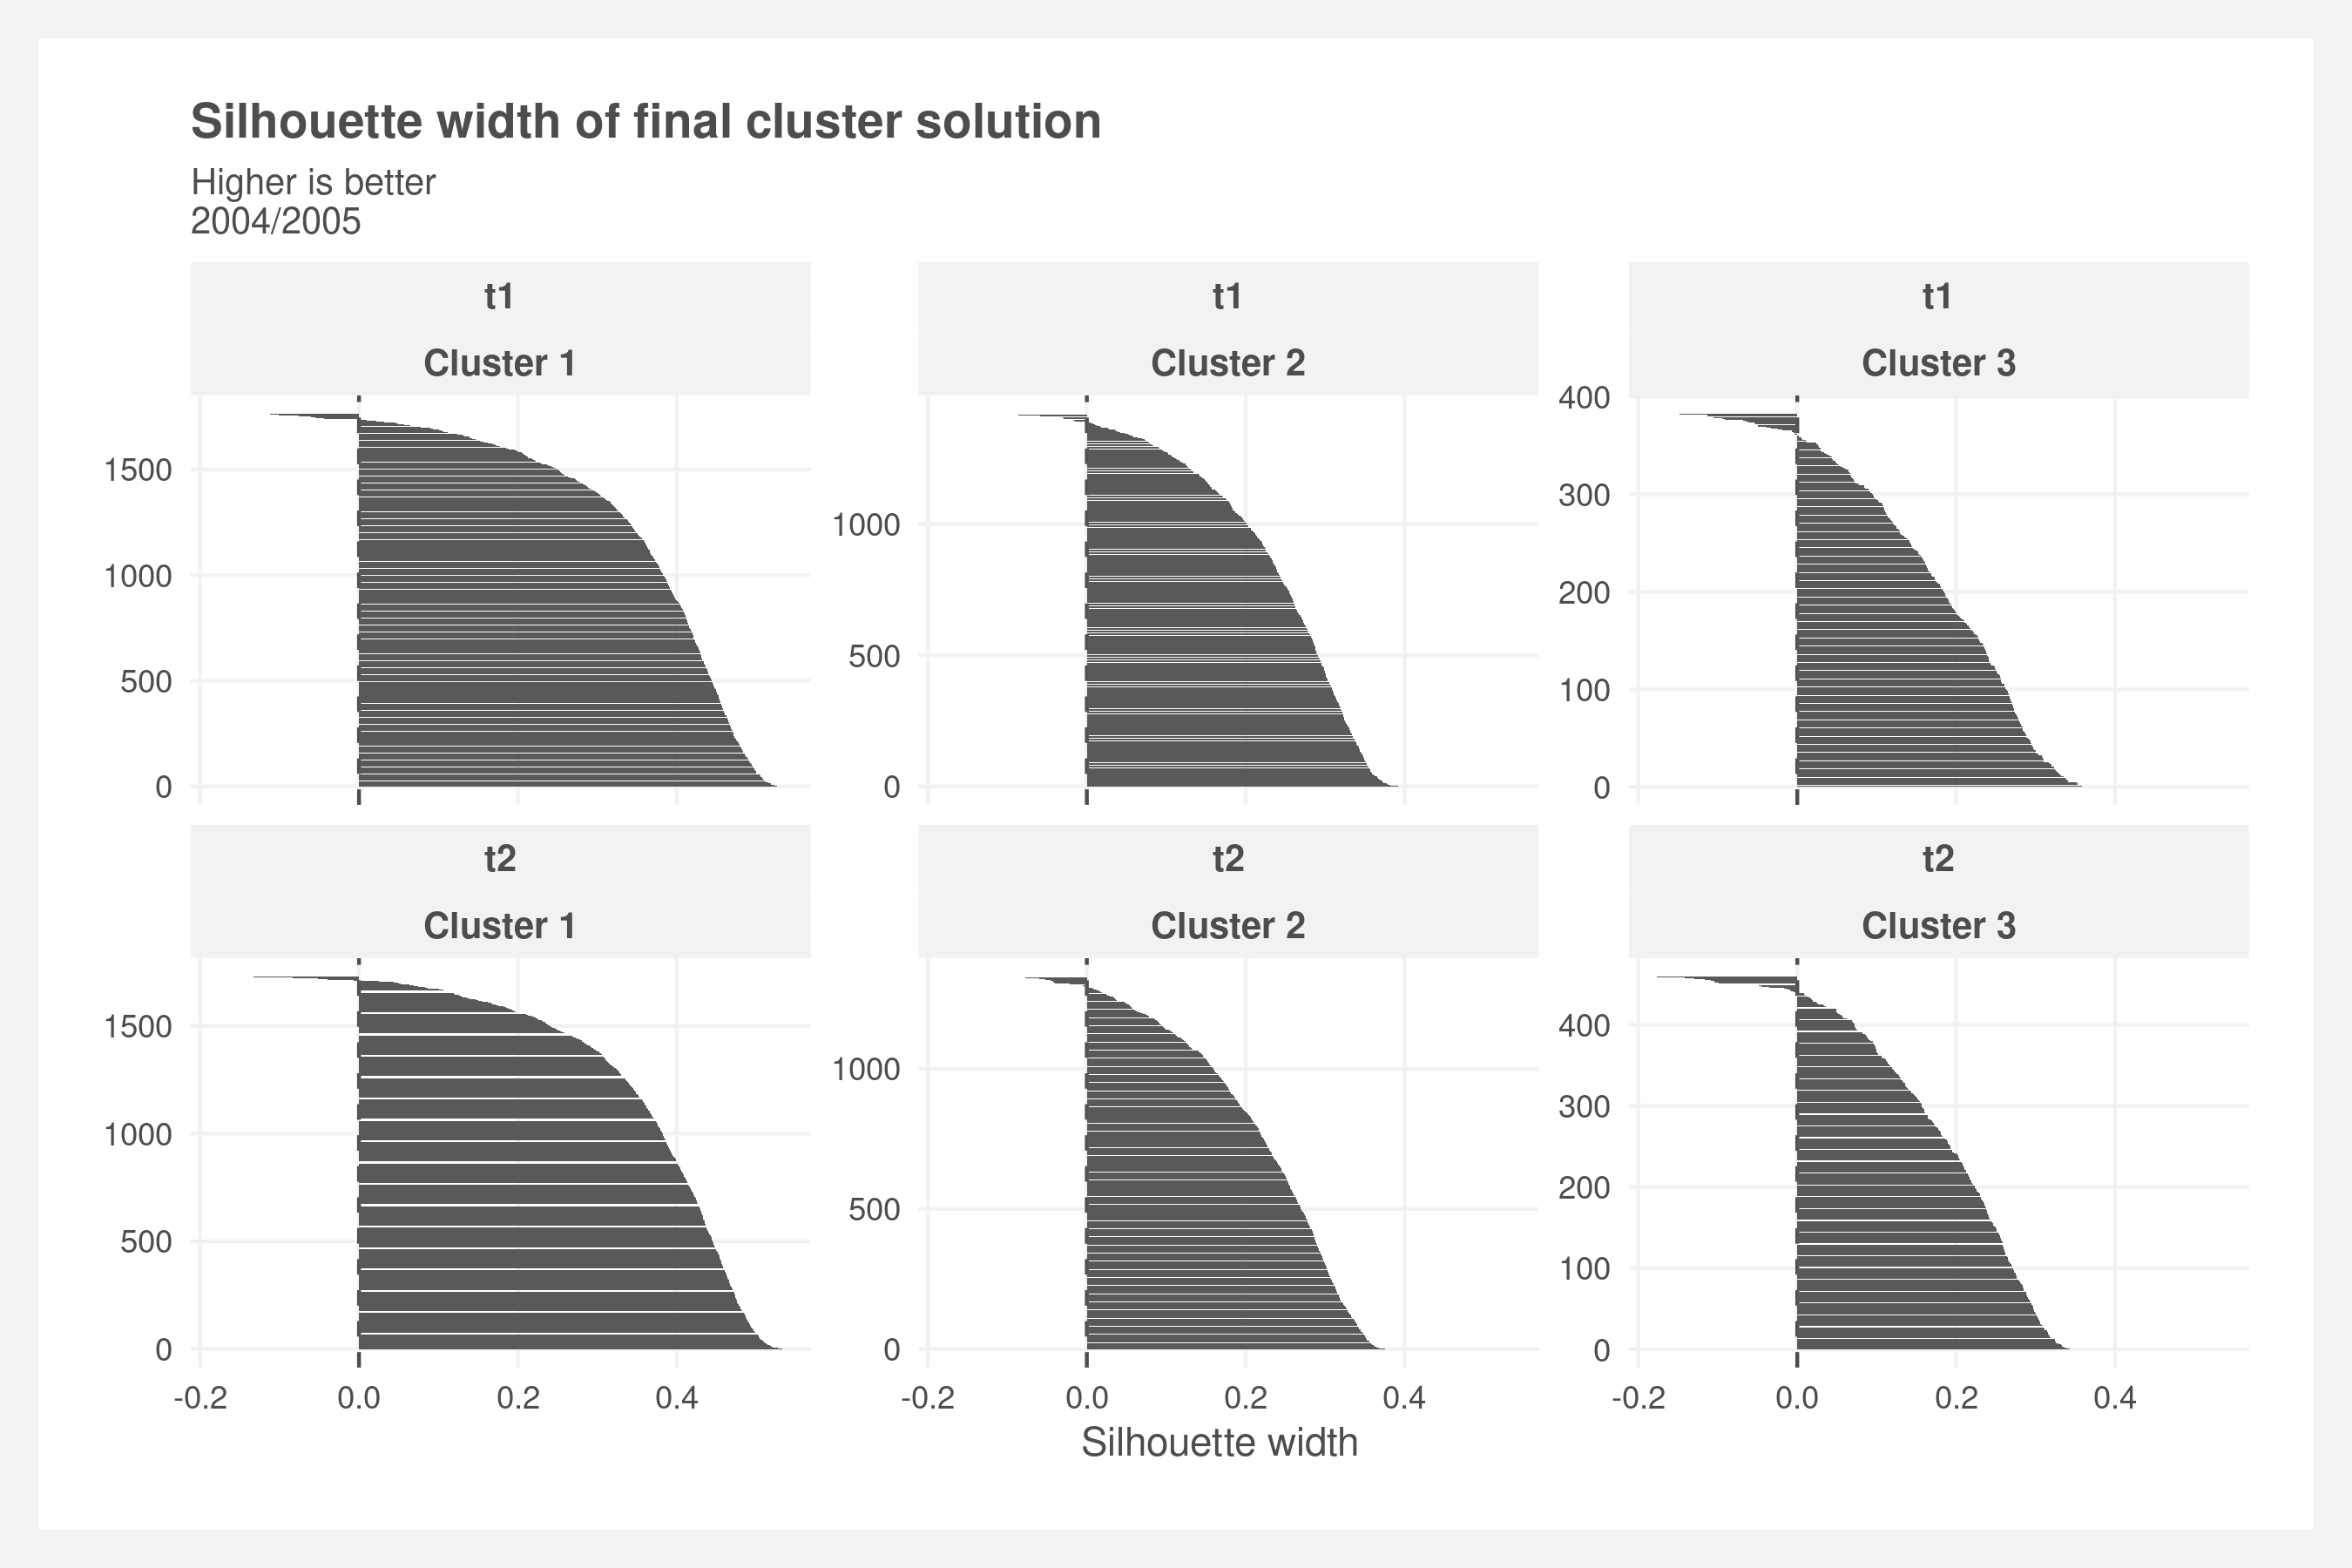 Silhouette width of final cluster solution
Higher is better
2004/2005
t1
t1
t1
Cluster 1
Cluster 2
Cluster 3
1500
1000
500
0
1000
500
0
400
300
200
100
0
t2
t2
t2
Cluster 1
Cluster 2
Cluster 3
1500
1000
500
0
1000
500
0
400
300
200
100
0
-0.2 0.0 0.2 0.4
-0.2 0.0 0.2 0.4
-0.2 0.0 0.2 0.4
Silhouette width